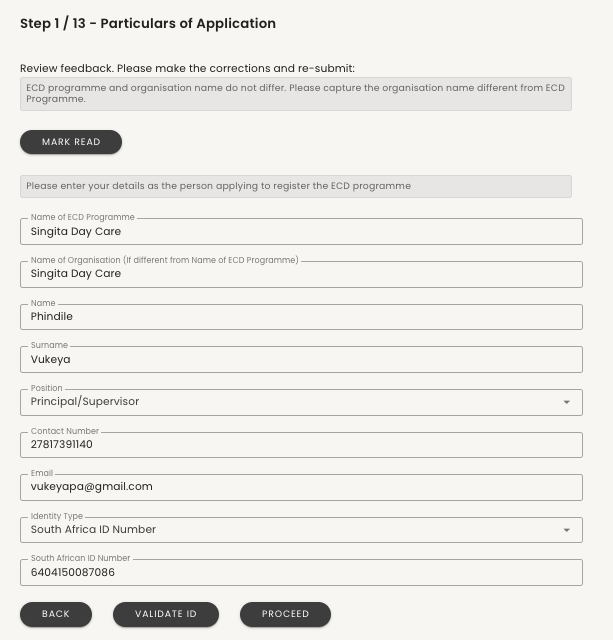 Step 1 / 13 - Particulars of Application
Review feedback. Please make the corrections and re-submit:
ECD programme and organisation name do not differ. Please capture the organisation name different from ECD
Programme.
MARK READ
Please enter your details as the person applying to register the ECD programme
Name of ECD Programme
Singita Day Care
Name of Organisation (If different from Name of ECD Programme)
Singita Day Care
Name
Phindile
Surname
Vukeya
Position
Principal/Supervisor
Contact Number
27817391140
Email
vukeyapa@gmail.com
Identity Type
South Africa ID Number
South African ID Number
6404150087086
BACK VALIDATE ID PROCEED